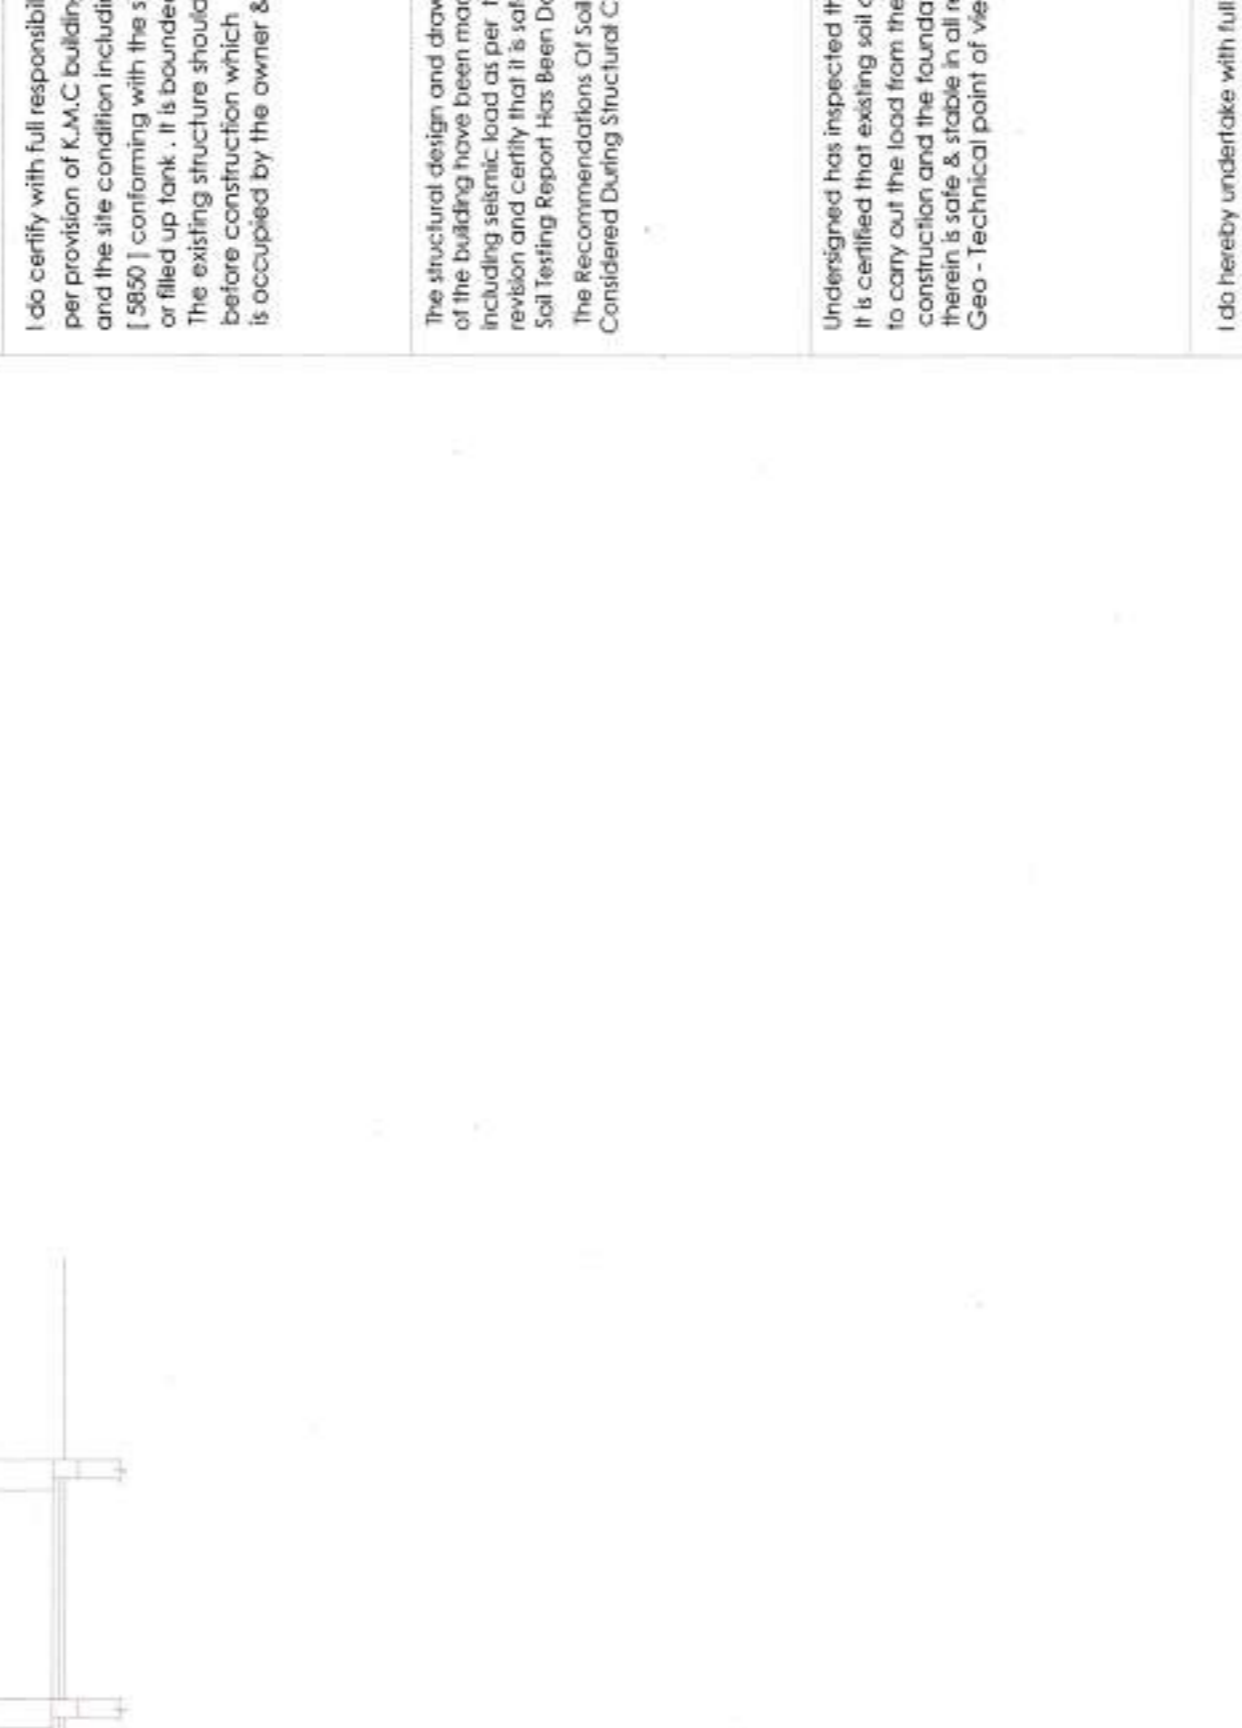 I do certify with full responsibil
per provision of K.M.C building
and the site condition includi
[ 5850 ] conforming with the s
or filled up tank . It is bounded
The existing structure should
before construction which
is occupied by the owner &
The structural design and draw
of the building have been mad
including seismic load as per
revision and certify that it is saf
Soil Testing Report Has Been Do
The Recommendations Of Soil
Considered During Structural C
Undersigned has inspected th
It is certified that existing soil c
to carry out the load from the
construction and the founda
therein is safe & stable in all re
Geo - Technical point of vie
I do hereby undertake with full